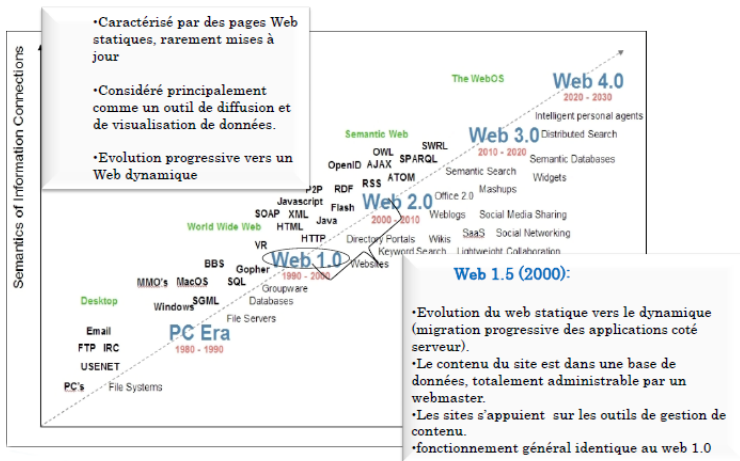 •Caractérisé par des pages Web
statiques, rarement mises à
jour
•Considéré principalement
comme un outil de diffusion et
de visualisation de données.
•Evolution progressive vers un
Web dynamique
Semantics of Information Connections
The WebOS
Web 4.0
2020 - 2030
Intelligent personal agents
Semantic Web
SWRL
Web 3.0
Distributed Search
2010 - 2020
OWL
SPARQL
OpenID AJAX
Semantic Databases
Semantic Search
ATOM
RSS
Widgets
P2P
RDF
Mashups
Office 2.0
Javascript
Flash
Web 2.0
2000 - 2010
SOAP XML
Java
Weblogs
Social Media Sharing
World Wide Web
HTML
HTTP
Directory Portals
Wikis
SaaS
Social Networking
VR
Keyword Search
Lightweight Collaboration
BBS
Gopher
Web 1.0
1990 - 2000
Websites
MMO's
MacOS
SQL
Groupware
Desktop
SGML
Databases
Windows
File Servers
Email
PC Era
1980 - 1990
FTP IRC
USENET
PC's
File Systems
Web 1.5 (2000):
•Evolution du web statique vers le dynamique
(migration progressive des applications coté
serveur).
•Le contenu du site est dans une base de
données, totalement administrable par un
webmaster.
•Les sites s'appuient sur les outils de gestion de
contenu.
•fonctionnement général identique au web 1.0